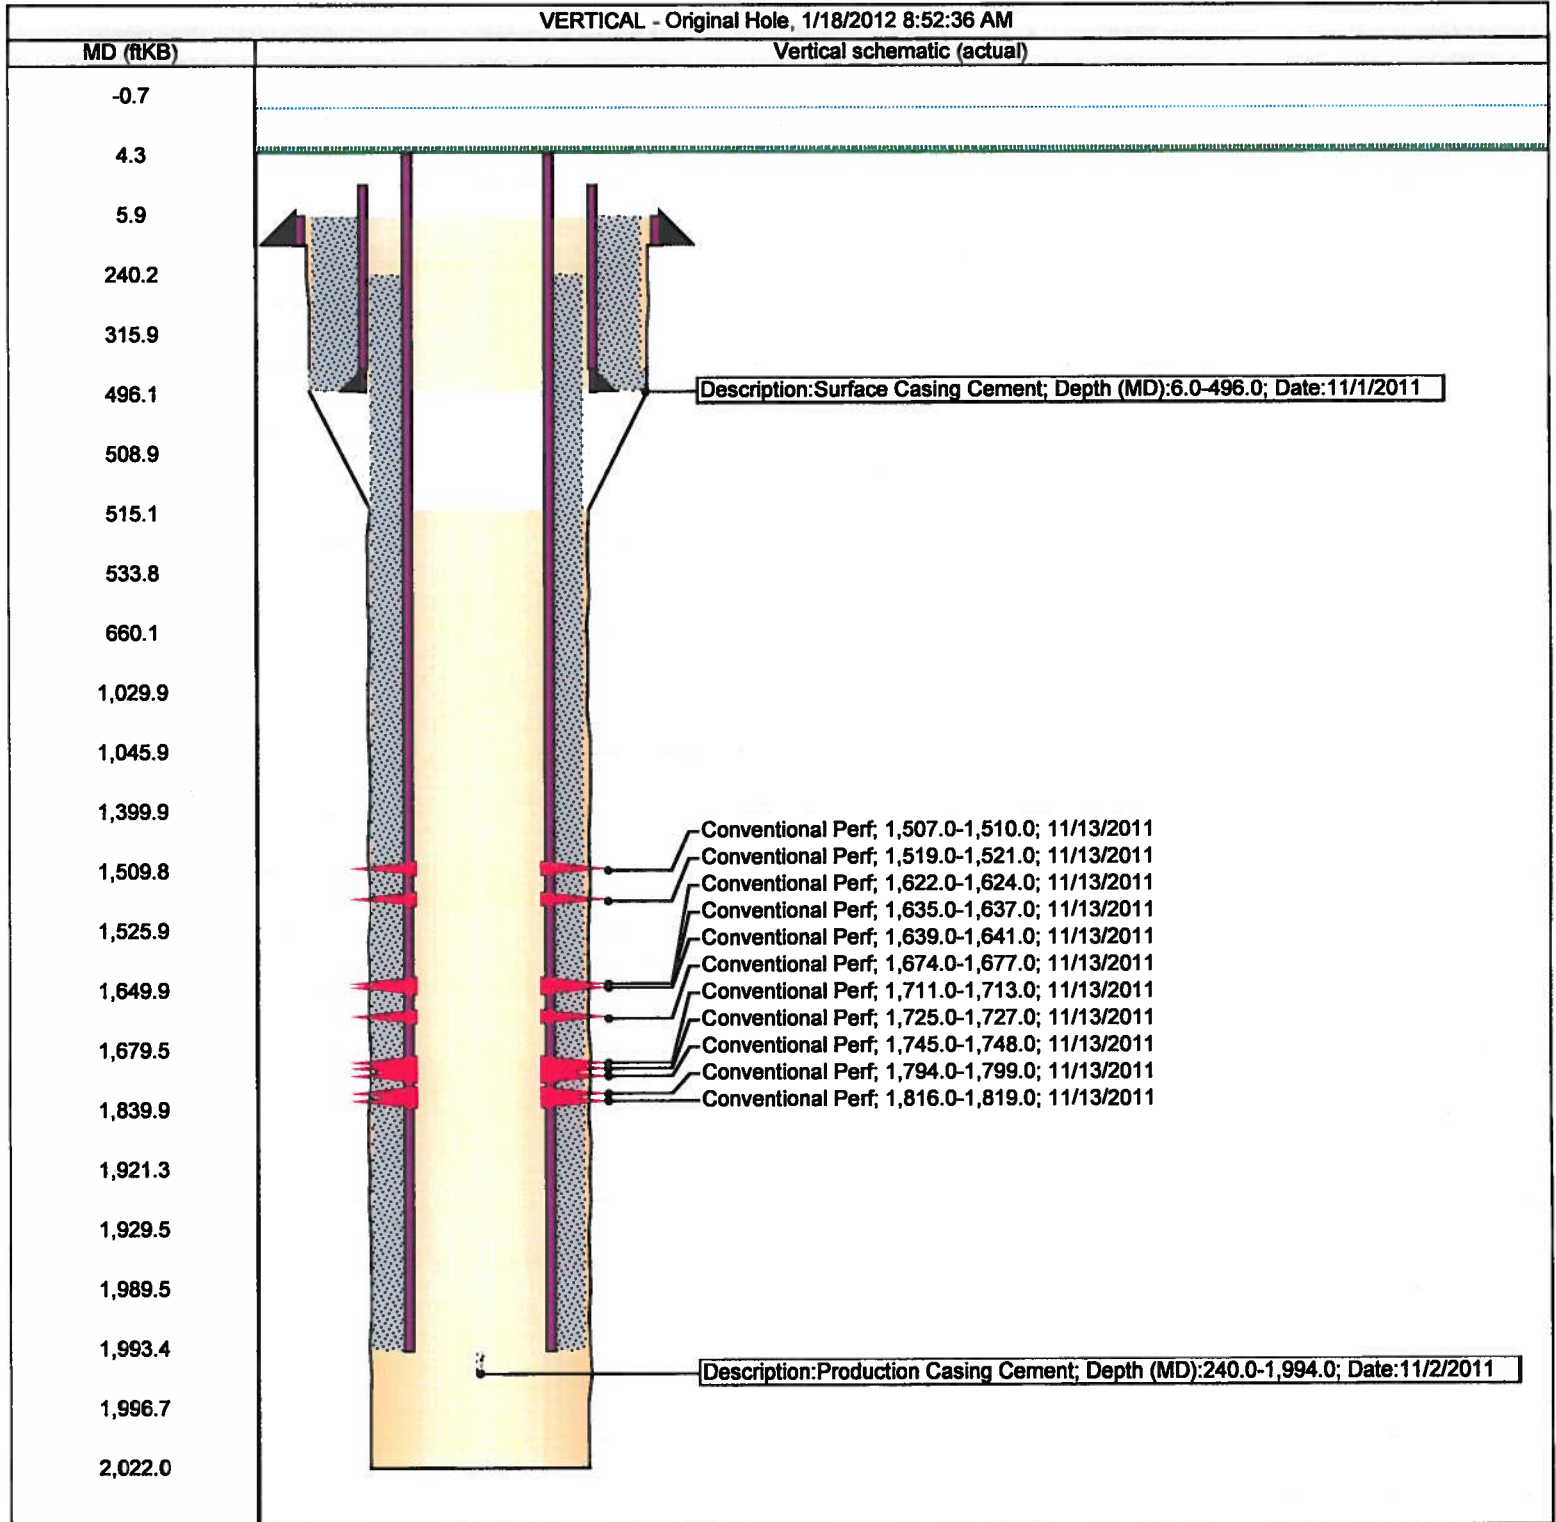 VERTICAL - Original Hole, 1/18/2012 8:52:36 AM
MD (ftKB)
Vertical schematic (actual)
-0.7
4.3
5.9
240.2
315.9
496.1
Description:Surface Casing Cement; Depth (MD):6.0-496.0; Date:11/1/2011
508.9
515.1
533.8
660.1
1,029.9
1,045.9
1,399.9
Conventional Perf; 1,507.0-1,510.0; 11/13/2011
Conventional Perf; 1,519.0-1,521.0; 11/13/2011
1,509.8
Conventional Perf; 1,622.0-1,624.0; 11/13/2011
Conventional Perf; 1,635.0-1,637.0; 11/13/2011
1,525.9
Conventional Perf; 1,639.0-1,641.0; 11/13/2011
Conventional Perf; 1,674.0-1,677.0; 11/13/2011
1,649.9
Conventional Perf; 1,711.0-1,713.0; 11/13/2011
Conventional Perf; 1,725.0-1,727.0; 11/13/2011
1,679.5
Conventional Perf; 1,745.0-1,748.0; 11/13/2011
Conventional Perf; 1,794.0-1,799.0; 11/13/2011
Conventional Perf; 1,816.0-1,819.0; 11/13/2011
1,839.9
1,921.3
1,929.5
1,989.5
1,993.4
Description:Production Casing Cement; Depth (MD):240.0-1,994.0; Date:11/2/2011
1,996.7
2,022.0